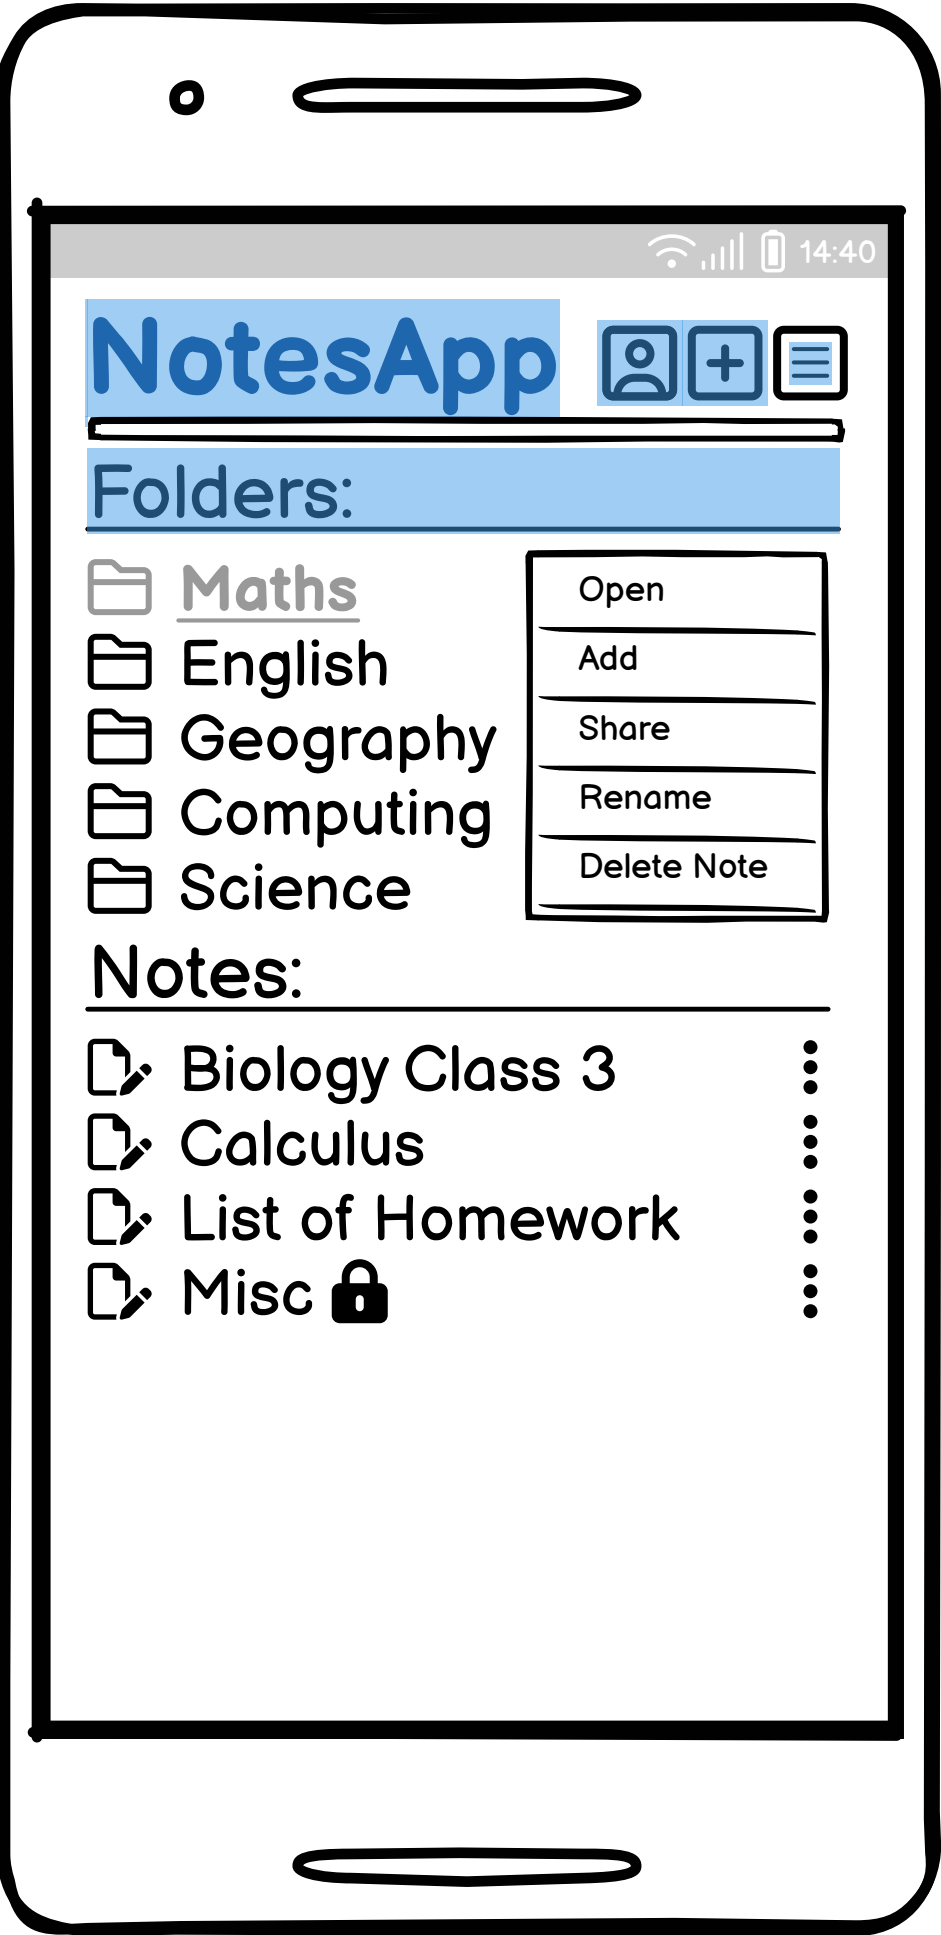 14:40
NotesApp
Folders:
Maths
English
Geography
Computing
Science
Open
Add
Share
Rename
Delete Note
Notes:
Biology Class 3
Calculus
List of Homework
Misc